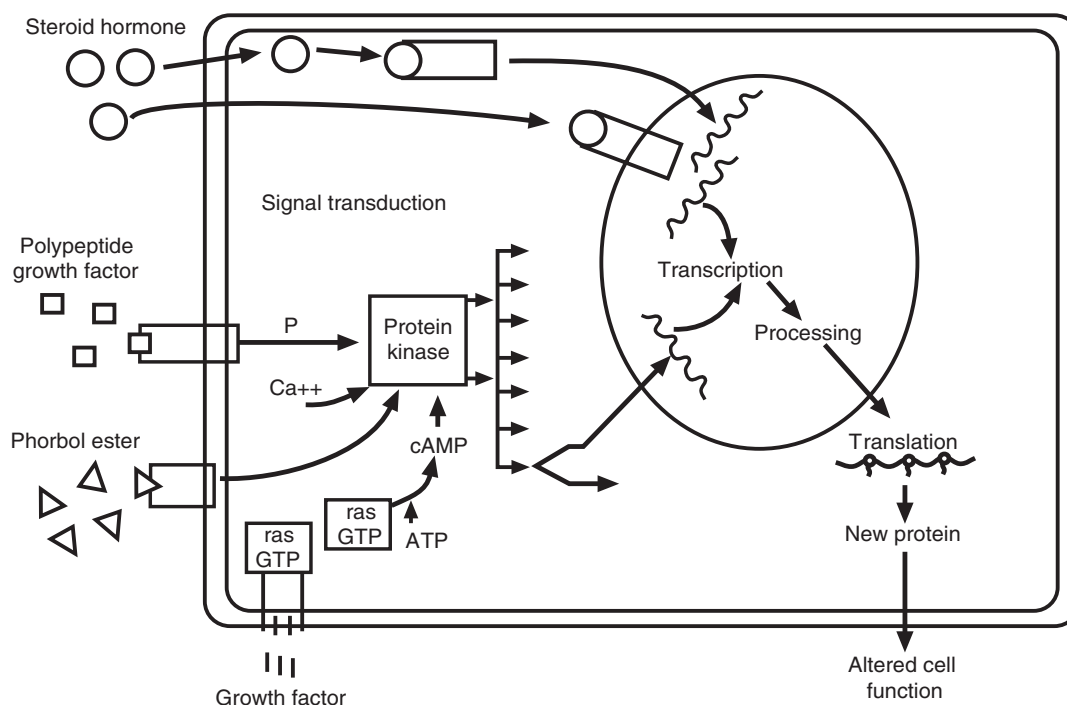 Steroid hormone
Signal transduction
Polypeptide
growth factor
P
Protein
kinase
Ca++
Transcription
Processing
Phorbol ester
cAMP
Translation
ras
GTP
ATP
ras
GTP
New protein
Growth factor
Altered cell
function